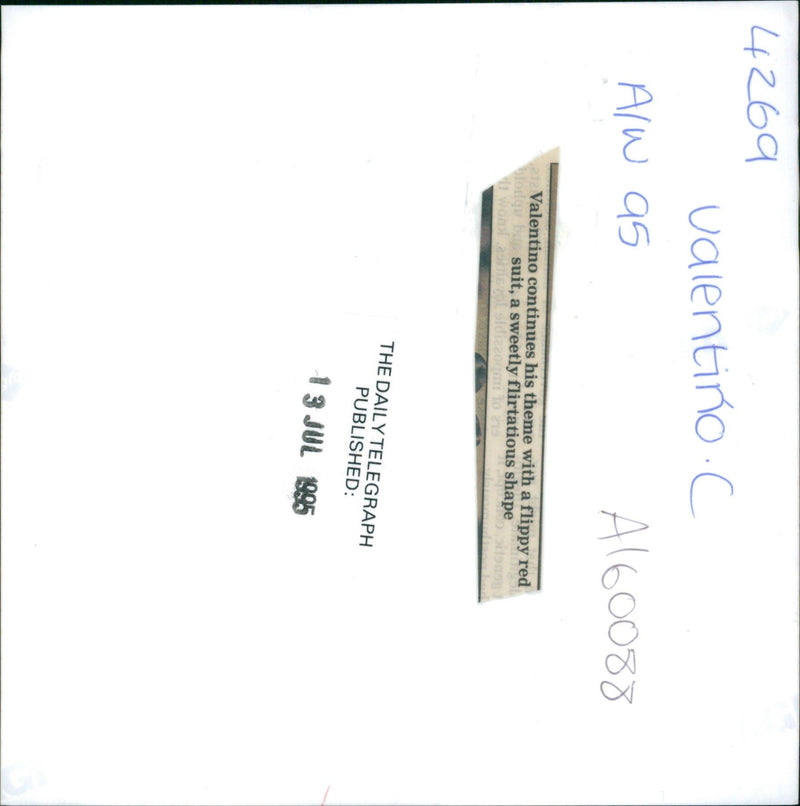 4269
Valentino.C
A/W 95
A160088
Valentino continues his theme with a flippy red
suit, a sweetly flirtatious shape
THE DAILY TELEGRAPH
PUBLISHED:
13 JUL 1995